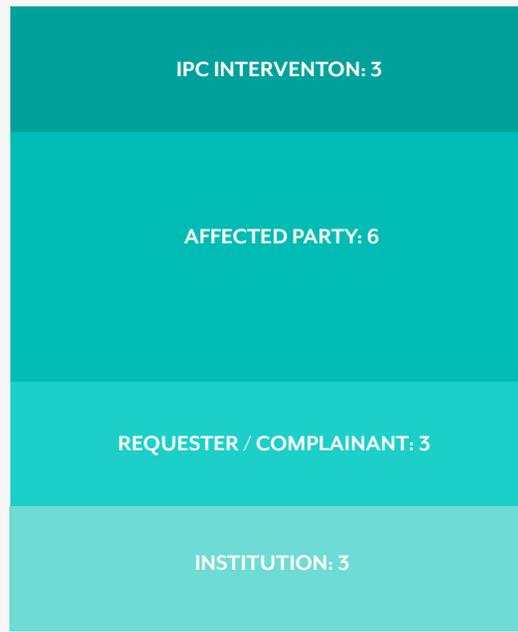 IPC INTERVENTON: 3
AFFECTED PARTY: 6
REQUESTER / COMPLAINANT: 3
INSTITUTION: 3